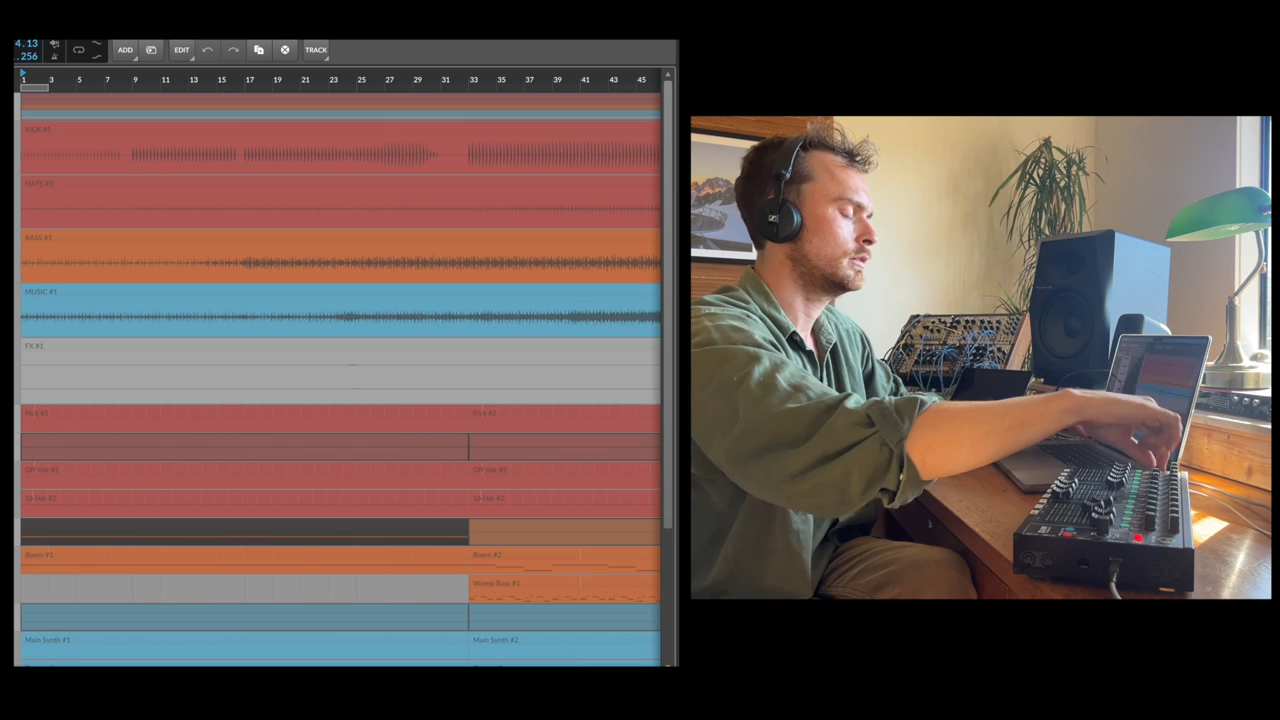 4.13
.256
ADD
EDIT
TRACK
1 3 5 7 9 11 13 15 17 19 21 23 25 27 29 31 33 35 37 39 41 43 45
KICK #1
HATS #1
BASS #1
MUSIC #1
FX #1
Kick #1 Kick #2
Off Hat #1 Off Hat #1
16 Hat #1 16 Hat #2
Boom #1 Boom #2
Womp Bass #1
Main Synth #1 Main Synth #2